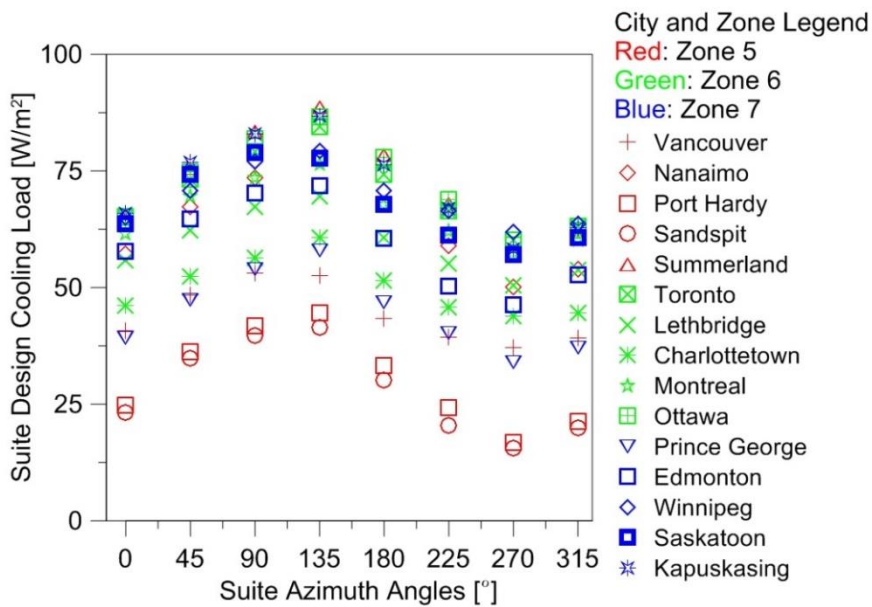 City and Zone Legend
Red: Zone 5
Green: Zone 6
Blue: Zone 7
Vancouver
Nanaimo
Port Hardy
Sandspit
Summerland
Toronto
Lethbridge
Charlottetown
Montreal
Ottawa
Prince George
Edmonton
Winnipeg
Saskatoon
Kapuskasing
Suite Design Cooling Load [W/m²]
100
75
50
25
0
0 45 90 135 180 225 270 315
Suite Azimuth Angles [°]